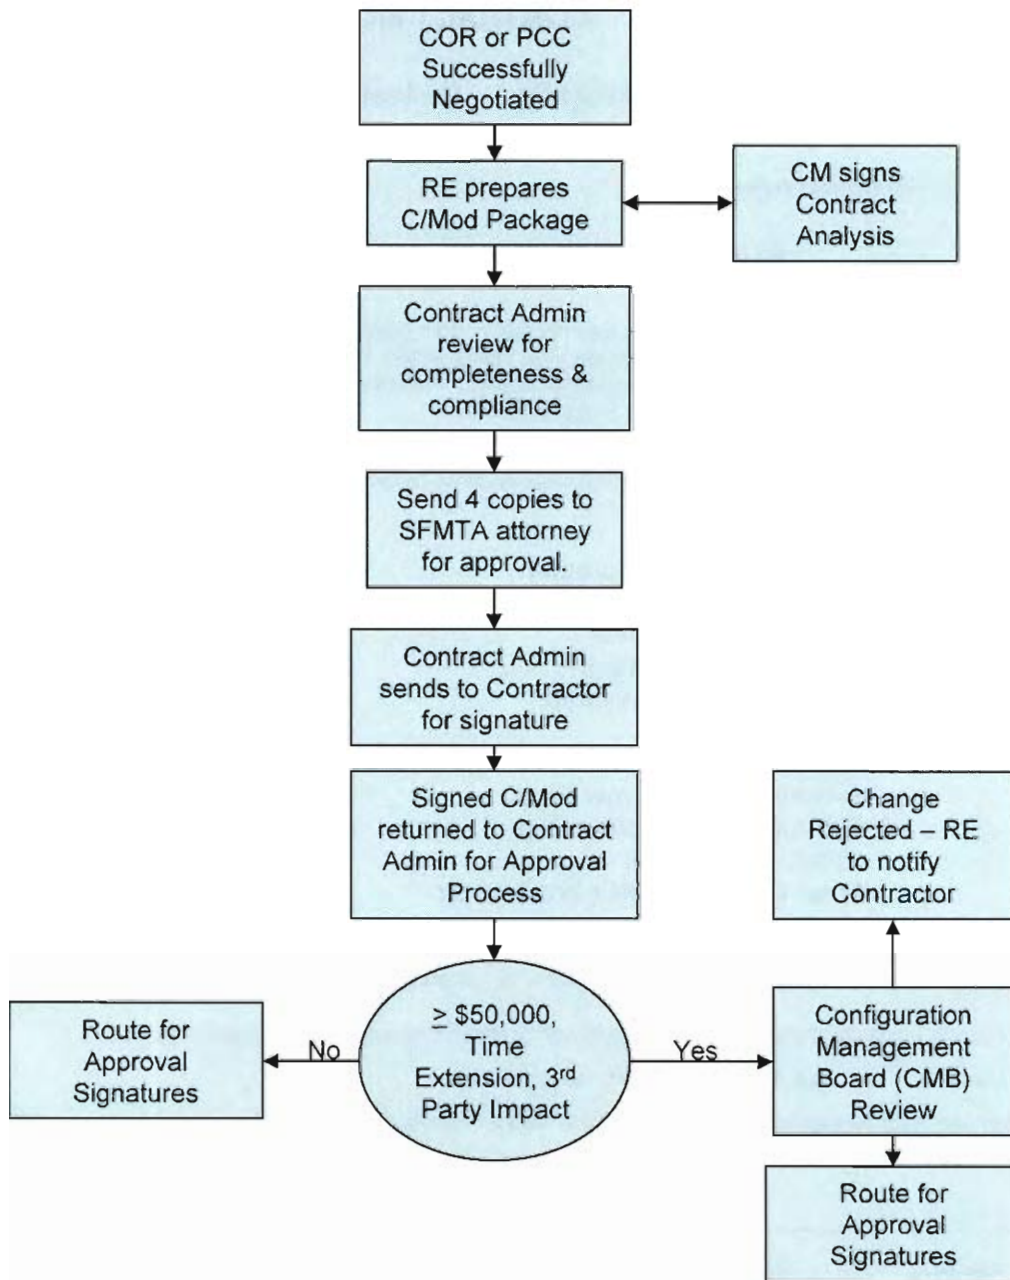 COR or PCC
Successfully
Negotiated
RE prepares
C/Mod Package
CM signs
Contract
Analysis
Contract Admin
review for
completeness &
compliance
Send 4 copies to
SFMTA attorney
for approval.
Contract Admin
sends to Contractor
for signature
Signed C/Mod
returned to Contract
Admin for Approval
Process
Change
Rejected – RE
to notify
Contractor
≥ $50,000,
Time
Extension, 3rd
Party Impact
No
Yes
Route for
Approval
Signatures
Configuration
Management
Board (CMB)
Review
Route for
Approval
Signatures